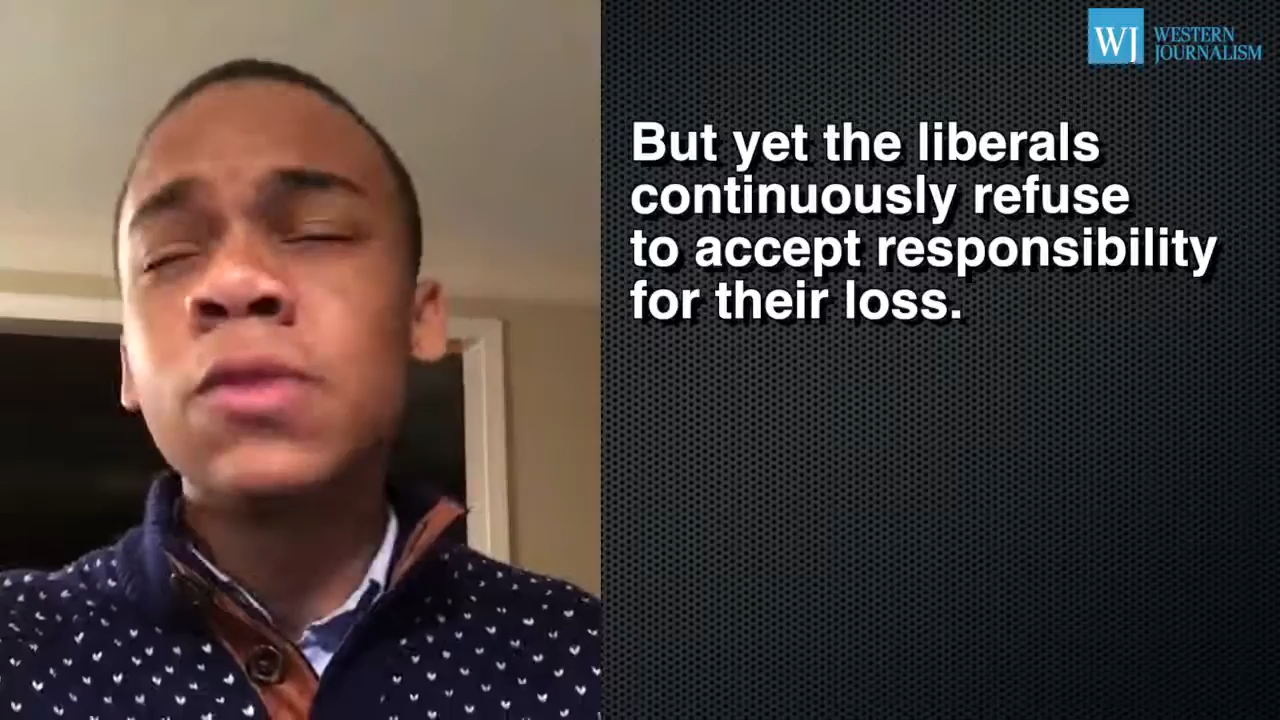 WJ WESTERN
JOURNALISM
But yet the liberals
continuously refuse
to accept responsibility
for their loss.